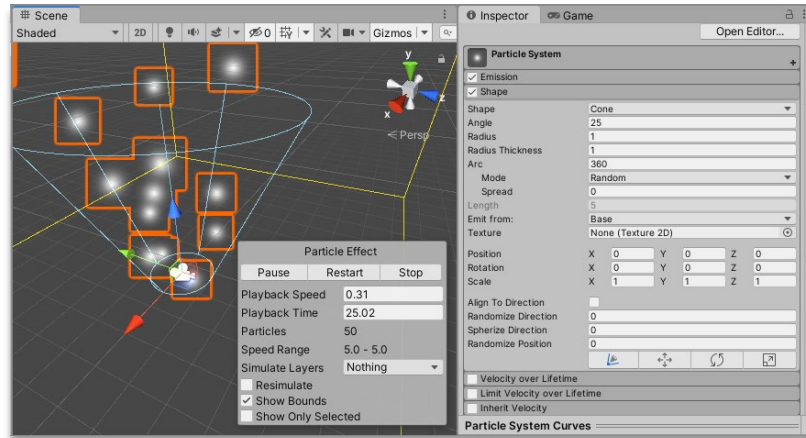 Scene
Inspector
Game
Shaded
2D
0
Gizmos
Open Editor...
y
z
x
Persp
Particle System
Emission
Shape
Shape Cone
Angle 25
Radius 1
Radius Thickness 1
Arc 360
Mode Random
Spread 0
Length 5
Emit from: Base
Texture None (Texture 2D)
Position X 0 Y 0 Z 0
Rotation X 0 Y 0 Z 0
Scale X 1 Y 1 Z 1
Align To Direction
Randomize Direction 0
Spherize Direction 0
Randomize Position 0
Velocity over Lifetime
Limit Velocity over Lifetime
Inherit Velocity
Particle System Curves
Particle Effect
Pause Restart Stop
Playback Speed 0.31
Playback Time 25.02
Particles 50
Speed Range 5.0 - 5.0
Simulate Layers Nothing
Resimulate
Show Bounds
Show Only Selected